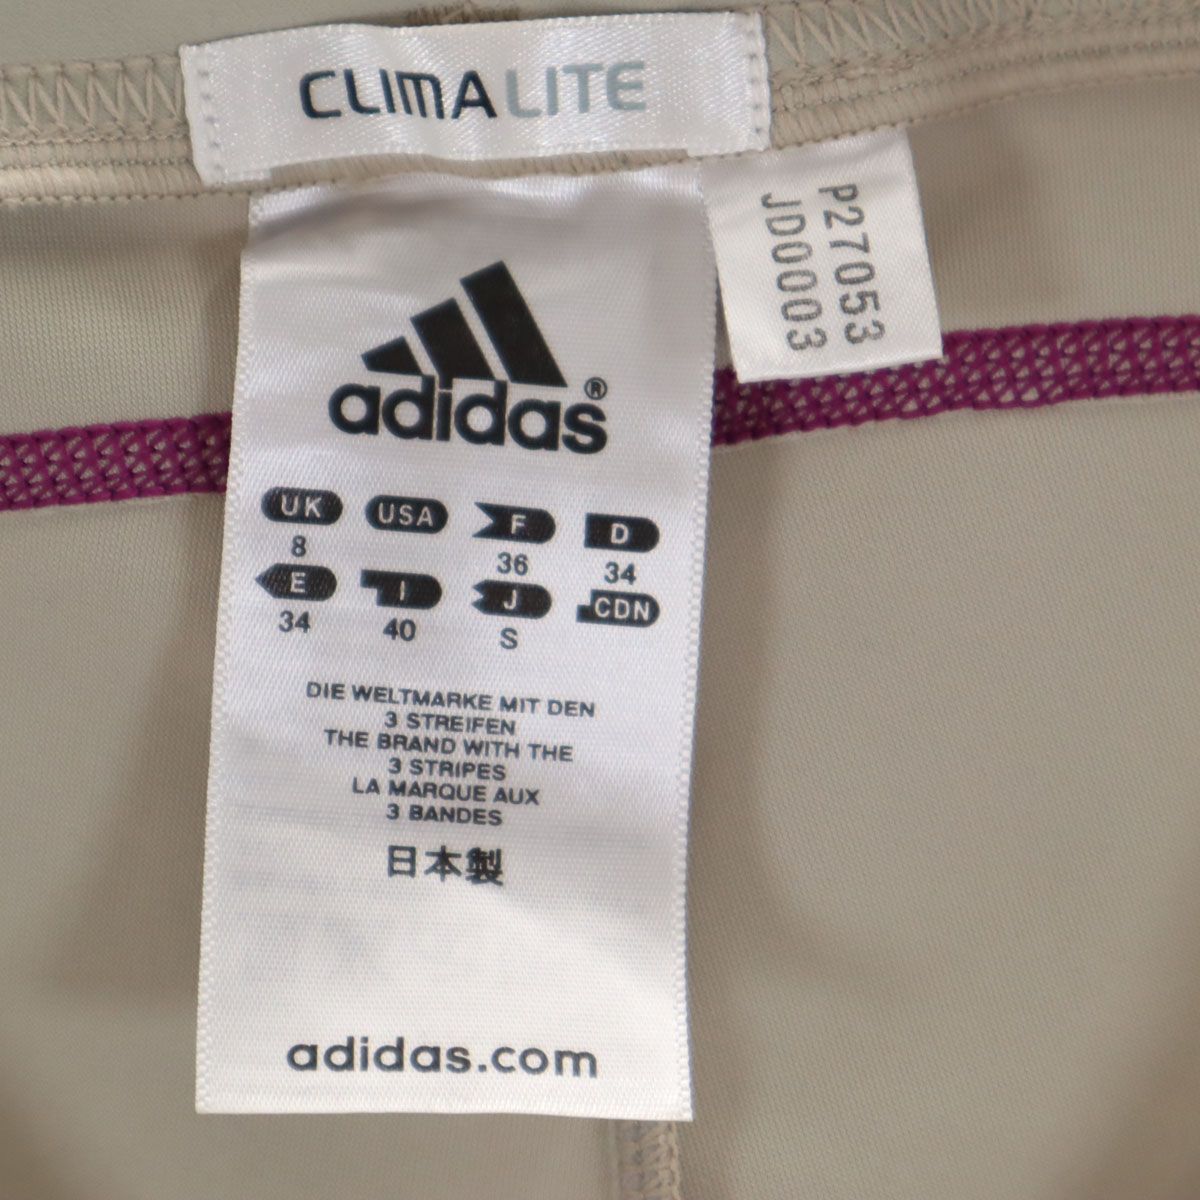 CLIMALITE
P27053
JD0003
adidas®
UK USA F D
8 36 34
E I J CDN
34 40 S
DIE WELTMARKE MIT DEN
3 STREIFEN
THE BRAND WITH THE
3 STRIPES
LA MARQUE AUX
3 BANDES
日本製
adidas.com